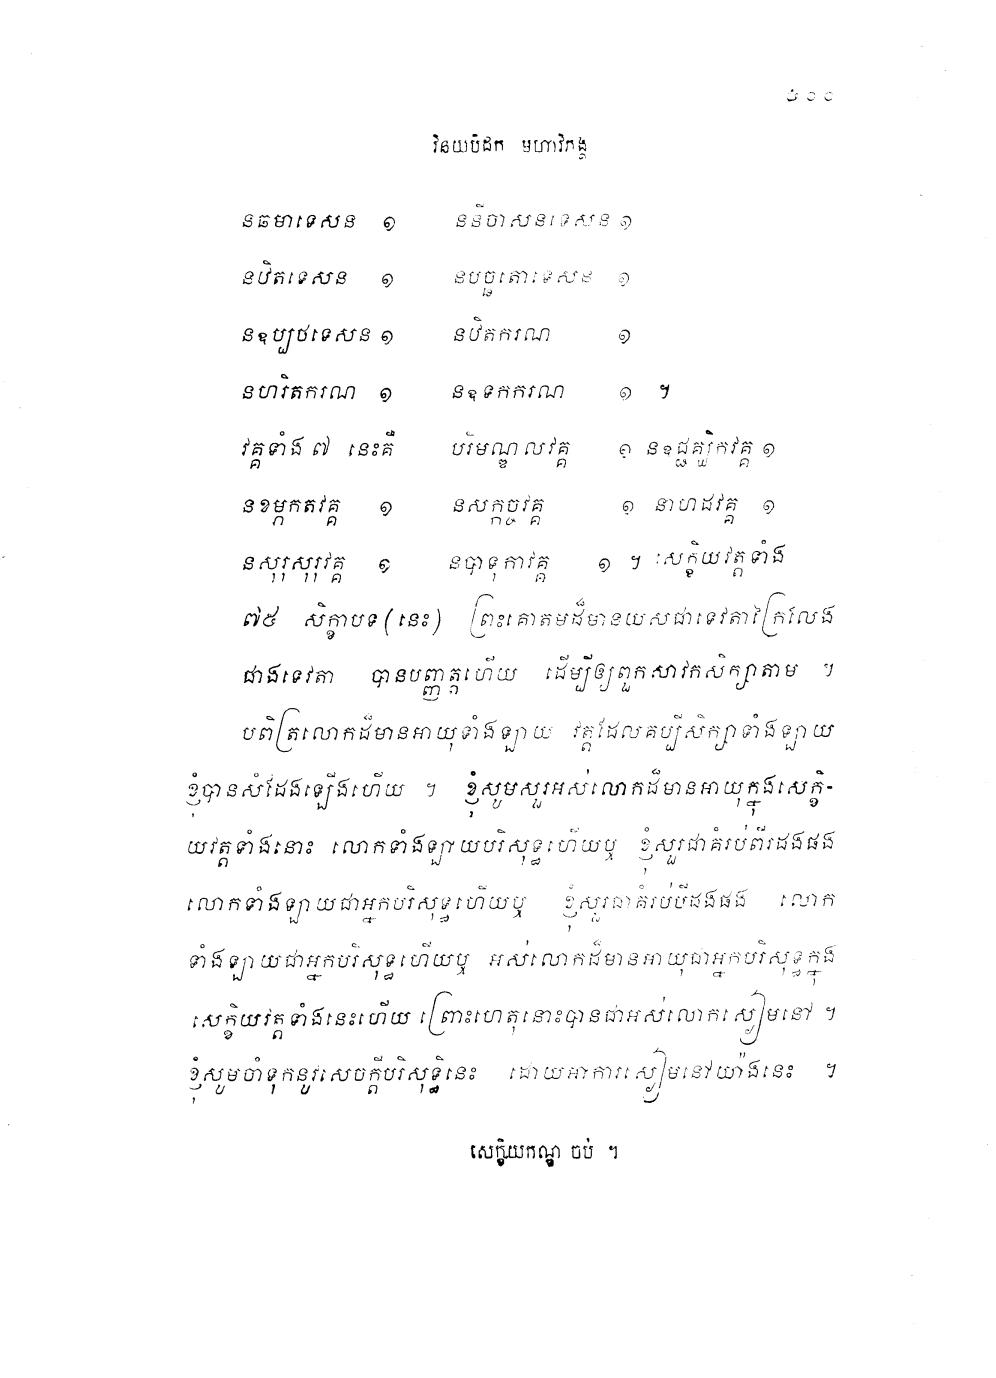 ៦១១
វិនយបិដក មហាវិភង្គ
នឆមាទេសន ១ ននីចាសនទេសន ១
នឋិតទេសន ១ នបច្ឆតោទេសន ១
នឧប្បថទេសន ១ នឋិតករណ ១
នហរិតករណ ១ នឧទកករណ ១ ។
វគ្គទាំង ៧ នេះគឺ បរិមណ្ឌលវគ្គ ១ នឧជ្ជគ្ឃិកវគ្គ ១
នខម្ភកតវគ្គ ១ នសក្កច្ចវគ្គ ១ នាហដវគ្គ ១
នសុរុសុរុវគ្គ ១ នបាទុកាវគ្គ ១ ។ សេក្ខិយវត្តទាំង
៧៥ សិក្ខាបទ (នេះ) ព្រះគោតមដ៏មានយសជាទេវតាក្រៃលែង
ជាងទេវតា បានបញ្ញត្តហើយ ដើម្បីឲ្យពួកសាវកសិក្សាតាម ។
បពិត្រលោកដ៏មានអាយុទាំងឡាយ វត្តដែលគប្បីសិក្សាទាំងឡាយ
ខ្ញុំបានសំដែងឡើងហើយ ។ ខ្ញុំសូមសួរអស់លោកដ៏មានអាយុក្នុងសេក្ខិ-
យវត្តទាំងនោះ លោកទាំងឡាយបរិសុទ្ធហើយឬ ខ្ញុំសួរជាគំរប់ពីរដងផង
លោកទាំងឡាយជាអ្នកបរិសុទ្ធហើយឬ ខ្ញុំសួរជាគំរប់បីដងផង លោក
ទាំងឡាយជាអ្នកបរិសុទ្ធហើយឬ អស់លោកដ៏មានអាយុជាអ្នកបរិសុទ្ធក្នុង
សេក្ខិយវត្តទាំងនេះហើយ ព្រោះហេតុនោះបានជាអស់លោកស្ងៀមនៅ ។
ខ្ញុំសូមចាំទុកនូវសេចក្តីបរិសុទ្ធិនេះ ដោយអាការស្ងៀមនៅយ៉ាងនេះ ។
សេក្ខិយកណ្ឌ ចប់ ។